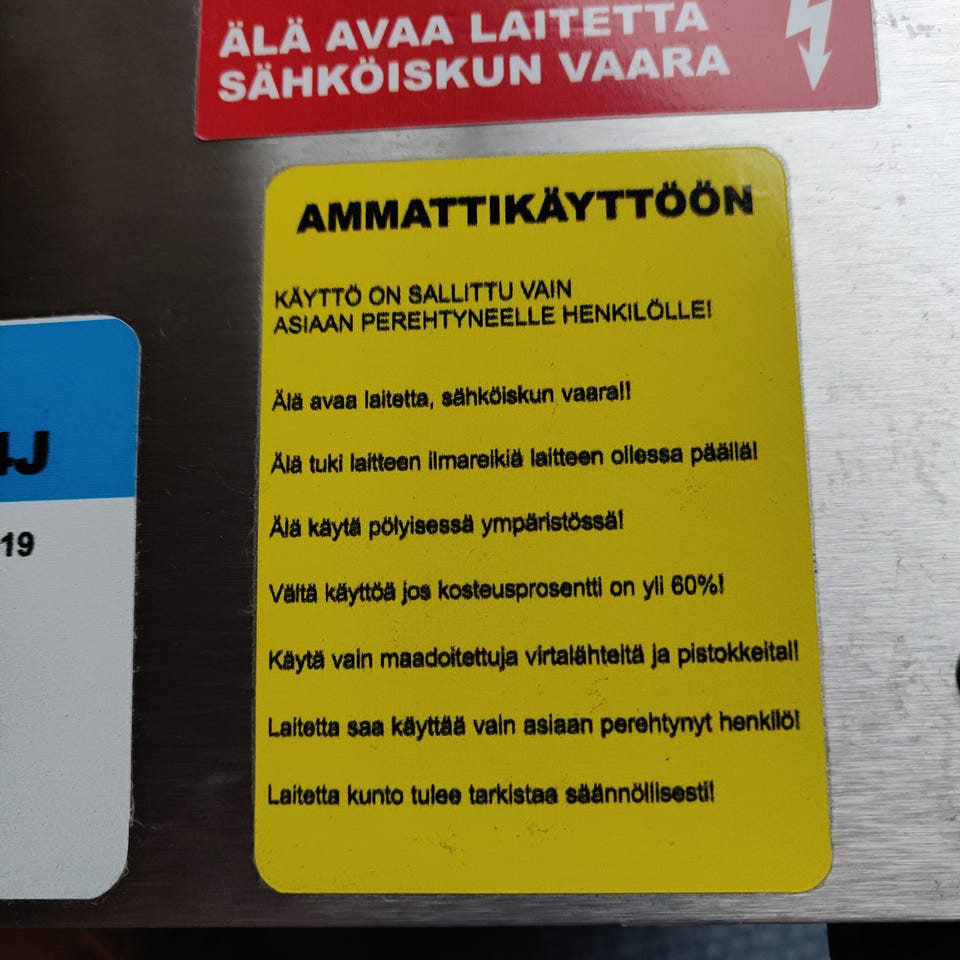 ÄLÄ AVAA LAITETTA
SÄHKÖISKUN VAARA
AMMATTIKÄYTTÖÖN
KÄYTTÖ ON SALLITTU VAIN
ASIAAN PEREHTYNEELLE HENKILÖLLE!
Älä avaa laitetta, sähköiskun vaara!!
Älä tuki laitteen ilmareikiä laitteen ollessa päällä!
Älä käytä pölyisessä ympäristössä!
Vältä käyttöä jos kosteusprosentti on yli 60%!
Käytä vain maadoitettuja virtalähteitä ja pistokkeita!!
Laitetta saa käyttää vain asiaan perehtynyt henkilö!
Laitetta kunto tulee tarkistaa säännöllisesti!
4J
19